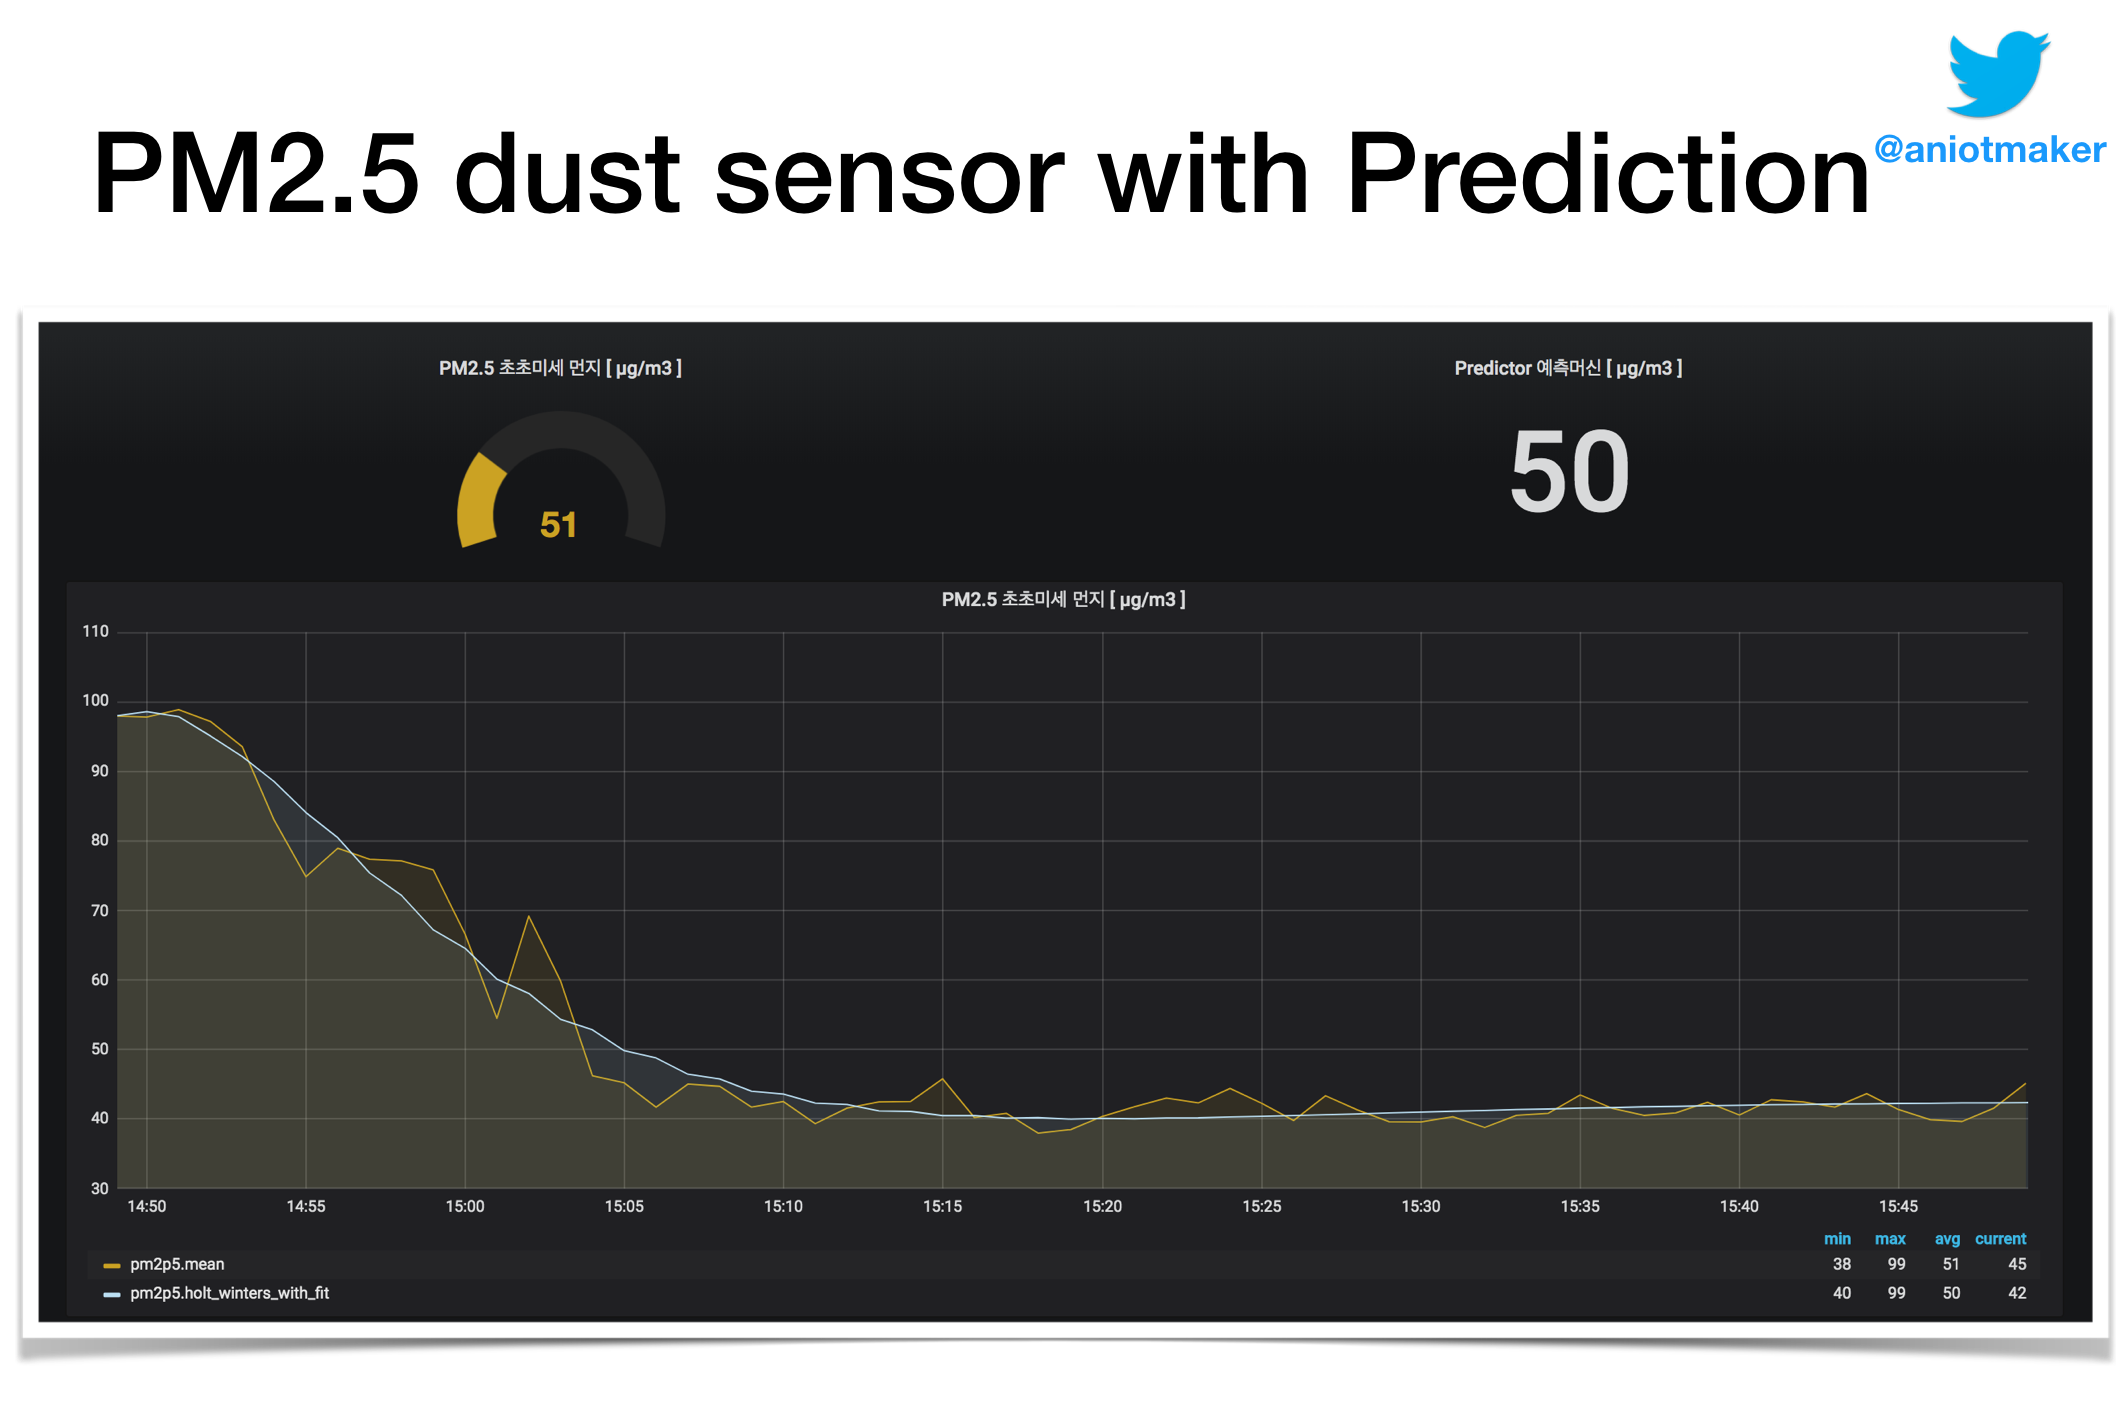 @aniotmaker
PM2.5 dust sensor with Prediction
PM2.5 초초미세 먼지 [ µg/m3 ]
51
Predictor 예측머신 [ µg/m3 ]
50
PM2.5 초초미세 먼지 [ µg/m3 ]
110
100
90
80
70
60
50
40
30
14:50 14:55 15:00 15:05 15:10 15:15 15:20 15:25 15:30 15:35 15:40 15:45
min max avg current
pm2p5.mean 38 99 51 45
pm2p5.holt_winters_with_fit 40 99 50 42